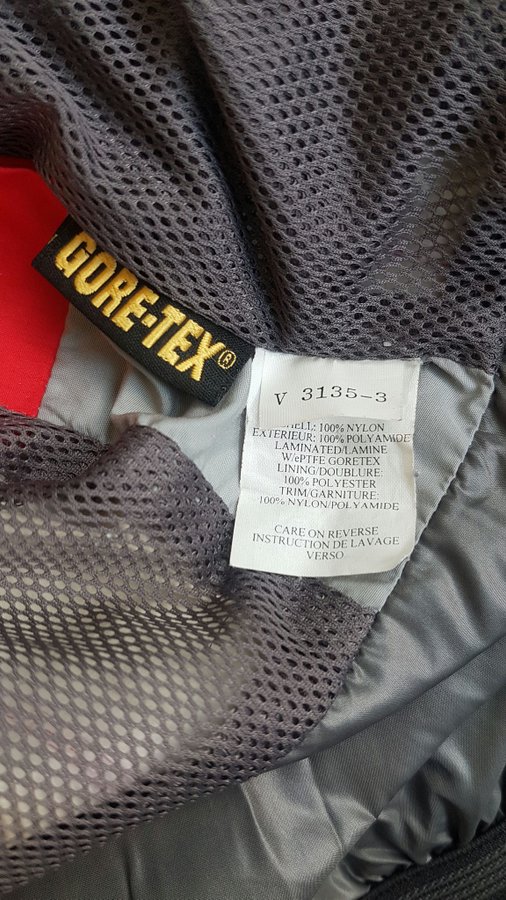 GORE-TEX®
V 3135-3
SHELL: 100% NYLON
EXTERIEUR: 100% POLYAMIDE
LAMINATED/LAMINE
W/ePTFE GORETEX
LINING/DOUBLURE:
100% POLYESTER
TRIM/GARNITURE:
100% NYLON/POLYAMIDE
CARE ON REVERSE
INSTRUCTION DE LAVAGE
VERSO